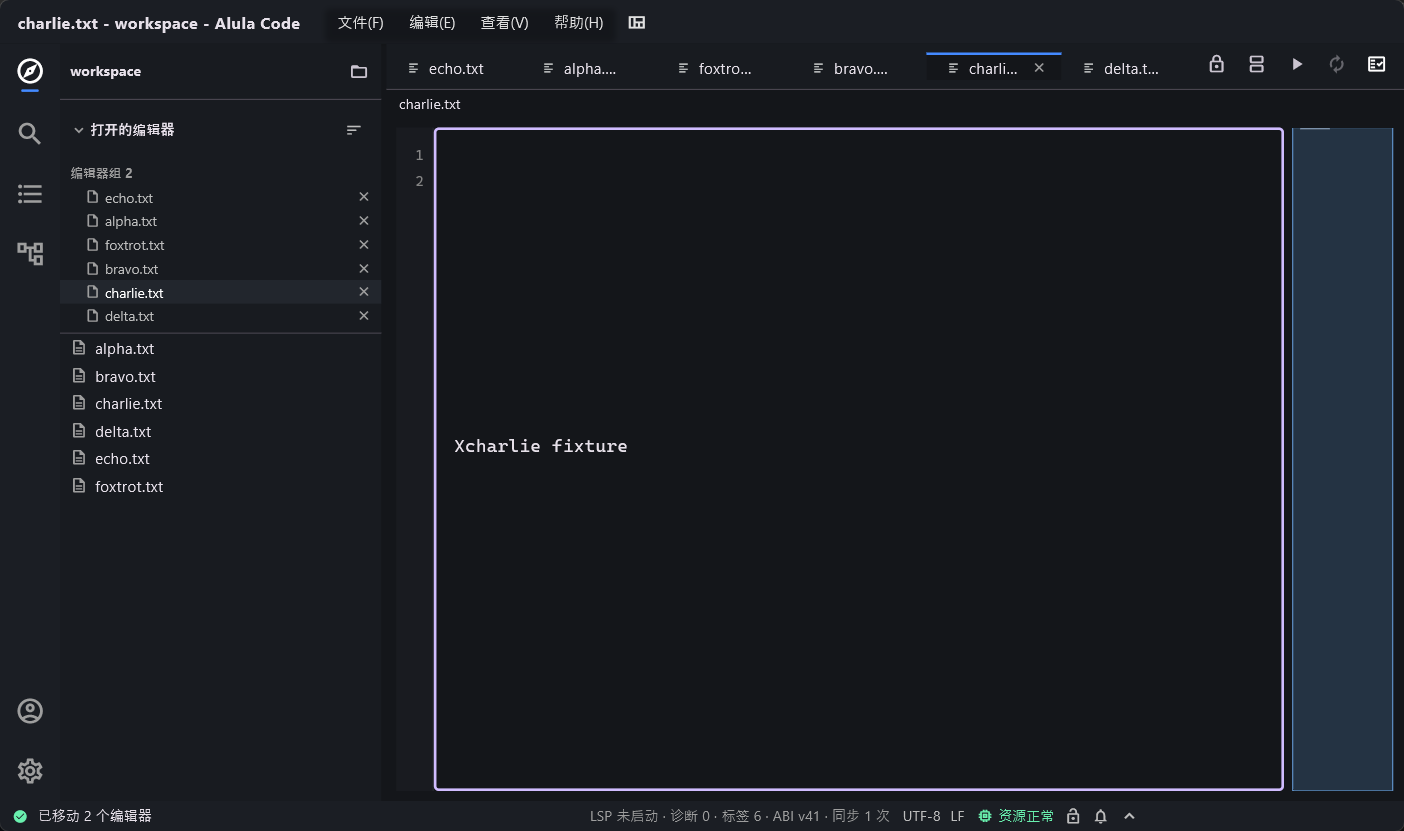 charlie.txt - workspace - Alula Code
文件(F) 编辑(E) 查看(V) 帮助(H)
workspace
打开的编辑器
编辑器组 2
echo.txt
alpha.txt
foxtrot.txt
bravo.txt
charlie.txt
delta.txt
alpha.txt
bravo.txt
charlie.txt
delta.txt
echo.txt
foxtrot.txt
echo.txt alpha.... foxtro... bravo.... charli... delta.t...
charlie.txt
1
2
Xcharlie fixture
已移动 2 个编辑器
LSP 未启动 · 诊断 0 · 标签 6 · ABI v41 · 同步 1 次 UTF-8 LF 资源正常